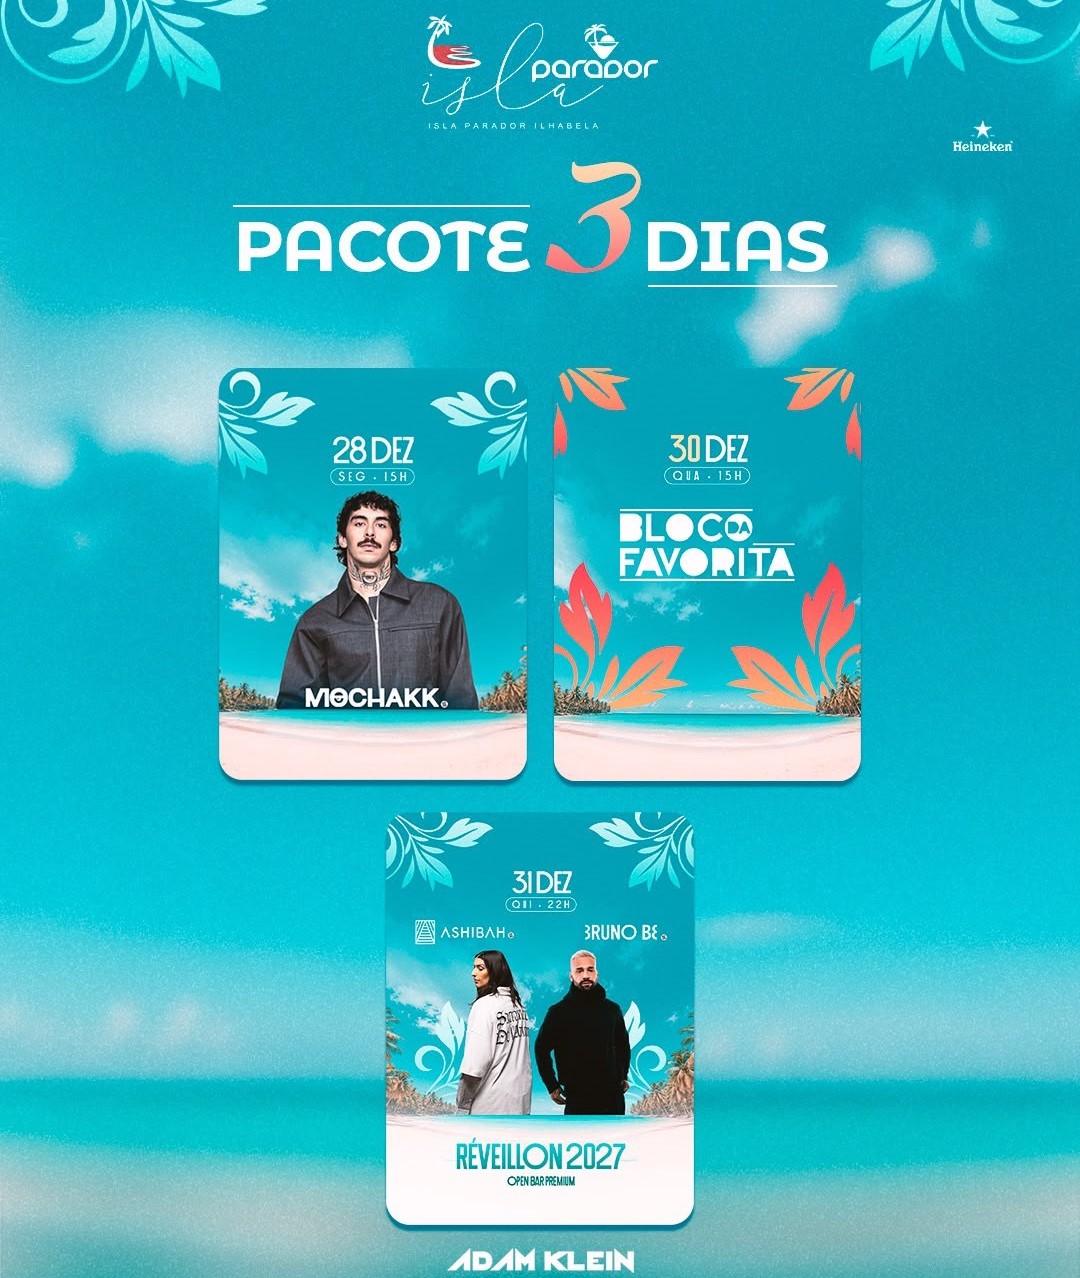 isla
paraDor
ISLA PARADOR ILHABELA
Heineken
PACOTE 3 DIAS
28 DEZ
SEG - 15H
MOCHAKK
30 DEZ
QUA - 15H
BLOCO DA
FAVORITA
31 DEZ
QUI - 22H
ASHIBAH
BRUNO BE
RÉVEILLON 2027
OPEN BAR PREMIUM
ADAM KLEIN